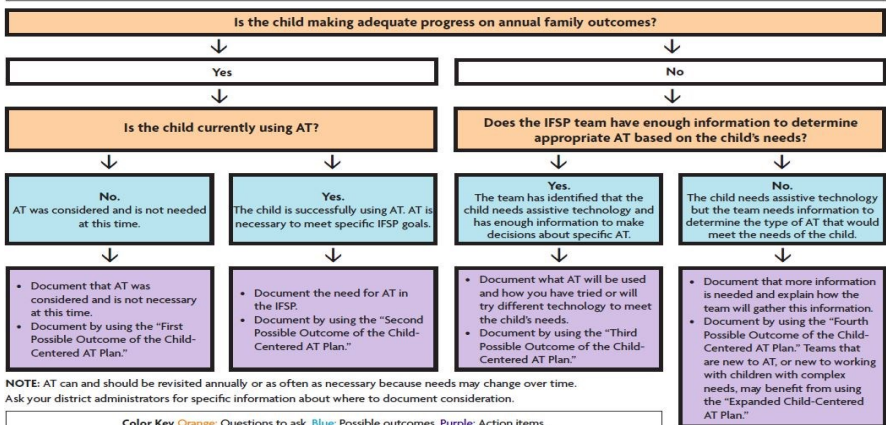 Is the child making adequate progress on annual family outcomes?
Yes
No
Is the child currently using AT?
Does the IFSP team have enough information to determine
appropriate AT based on the child's needs?
No.
AT was considered and is not needed
at this time.
Yes.
The child is successfully using AT. AT is
necessary to meet specific IFSP goals.
Yes.
The team has identified that the
child needs assistive technology and
has enough information to make
decisions about specific AT.
No.
The child needs assistive technology
but the team needs information to
determine the type of AT that would
meet the needs of the child.
• Document that AT was
considered and is not necessary
at this time.
• Document by using the “First
Possible Outcome of the Child-
Centered AT Plan.”
• Document the need for AT in
the IFSP.
• Document by using the “Second
Possible Outcome of the Child-
Centered AT Plan.”
• Document what AT will be used
and how you have tried or will
try different technology to meet
the child's needs.
• Document by using the “Third
Possible Outcome of the Child-
Centered AT Plan.”
• Document that more information
is needed and explain how the
team will gather this information.
• Document by using the “Fourth
Possible Outcome of the Child-
Centered AT Plan.” Teams that
are new to AT, or new to working
with children with complex
needs, may benefit from using
the “Expanded Child-Centered
AT Plan.”
NOTE: AT can and should be revisited annually or as often as necessary because needs may change over time.
Ask your district administrators for specific information about where to document consideration.
Color Key Orange: Questions to ask Blue: Possible outcomes Purple: Action items